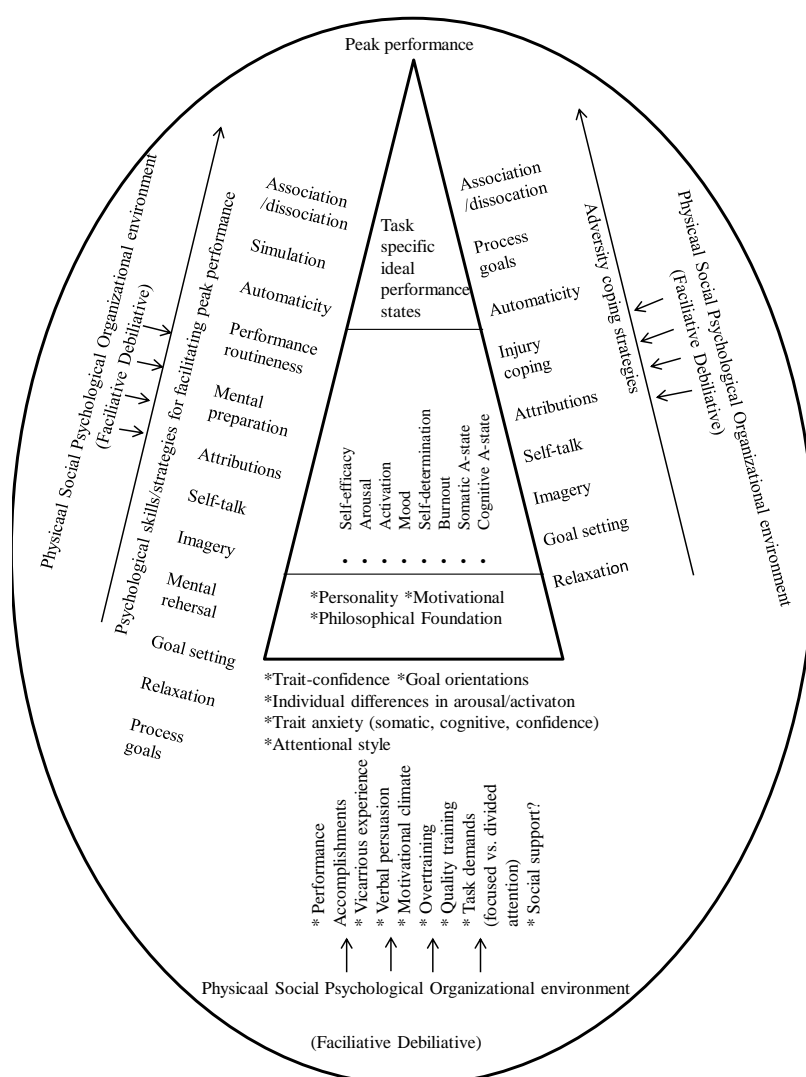 Peak performance
Physicaal Social Psychological Organizational environment
(Faciliative Debiliative)
Psychological skills/strategies for facilitating peak performance
Association
/dissociation
Simulation
Automaticity
Performance
routineness
Mental
preparation
Attributions
Self-talk
Imagery
Mental
rehersal
Goal setting
Relaxation
Process
goals
Task
specific
ideal
performance
states
Self-efficacy
Arousal
Activation
Mood
Self-determination
Burnout
Somatic A-state
Cognitive A-state
*Personality *Motivational
*Philosophical Foundation
Association
/dissocation
Process
goals
Automaticity
Injury
coping
Attributions
Self-talk
Imagery
Goal setting
Relaxation
Adversity coping strategies
Physicaal Social Psychological Organizational environment
(Faciliative Debiliative)
*Trait-confidence *Goal orientations
*Individual differences in arousal/activaton
*Trait anxiety (somatic, cognitive, confidence)
*Attentional style
* Performance
Accomplishments
* Vicarrious experience
* Verbal persuasion
* Motivational climate
* Overtraining
* Quality training
* Task demands
(focused vs. divided
attention)
* Social support?
Physicaal Social Psychological Organizational environment
(Faciliative Debiliative)